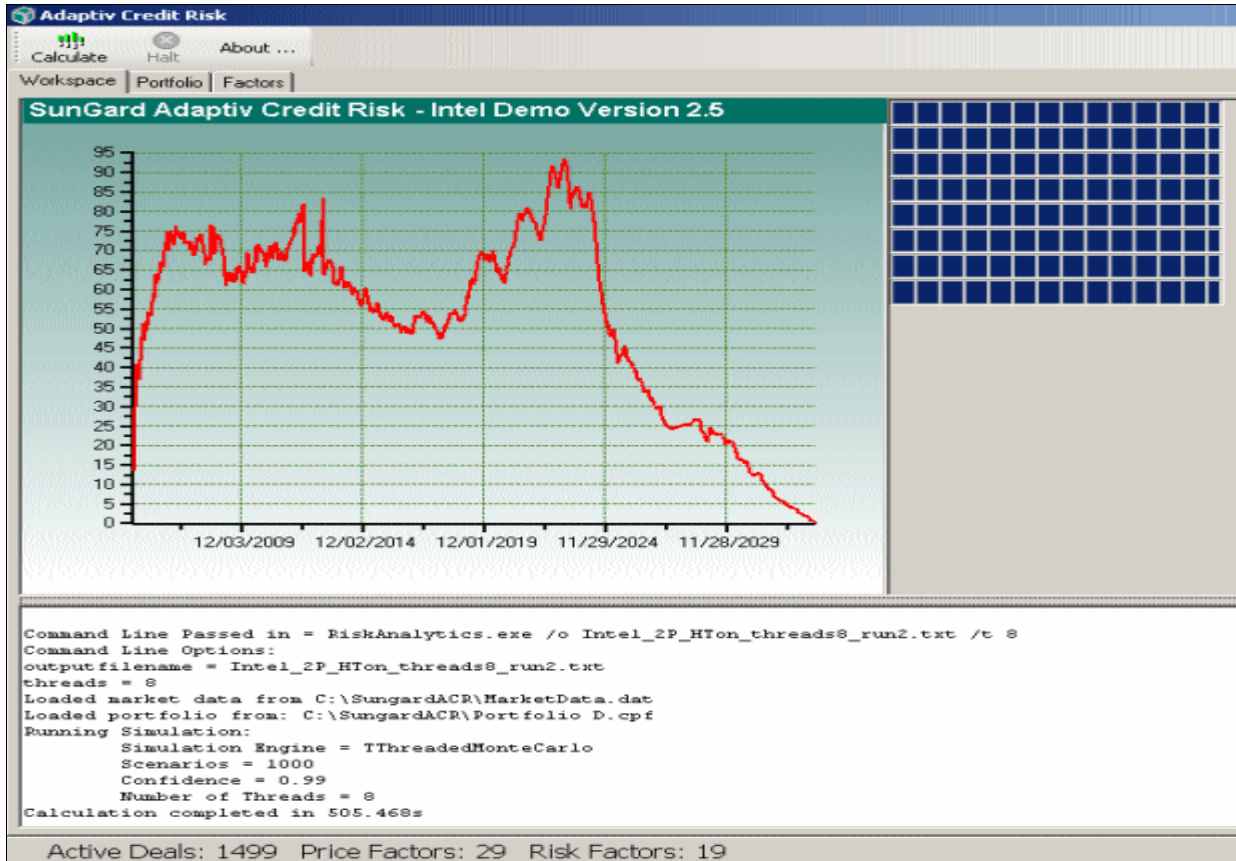 Adaptiv Credit Risk
Calculate Halt About ...
Workspace Portfolio Factors
SunGard Adaptiv Credit Risk - Intel Demo Version 2.5
95
90
85
80
75
70
65
60
55
50
45
40
35
30
25
20
15
10
5
0
12/03/2009 12/02/2014 12/01/2019 11/29/2024 11/28/2029
Command Line Passed in = RiskAnalytics.exe /o Intel_2P_HTon_threads8_run2.txt /t 8
Command Line Options:
outputfilename = Intel_2P_HTon_threads8_run2.txt
threads = 8
Loaded market data from C:\SungardACR\MarketData.dat
Loaded portfolio from: C:\SungardACR\Portfolio D.cpf
Running Simulation:
Simulation Engine = TThreadedMonteCarlo
Scenarios = 1000
Confidence = 0.99
Number of Threads = 8
Calculation completed in 505.468s
Active Deals: 1499 Price Factors: 29 Risk Factors: 19